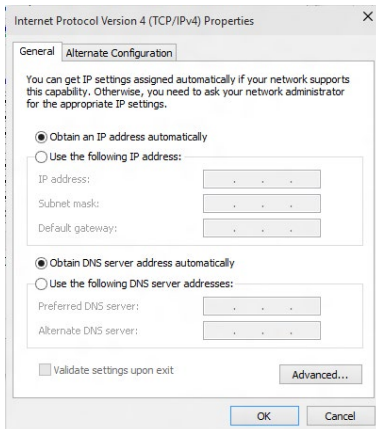 Internet Protocol Version 4 (TCP/IPv4) Properties
General
Alternate Configuration
You can get IP settings assigned automatically if your network supports
this capability. Otherwise, you need to ask your network administrator
for the appropriate IP settings.
Obtain an IP address automatically
Use the following IP address:
IP address:
Subnet mask:
Default gateway:
Obtain DNS server address automatically
Use the following DNS server addresses:
Preferred DNS server:
Alternate DNS server:
Validate settings upon exit
Advanced...
OK
Cancel